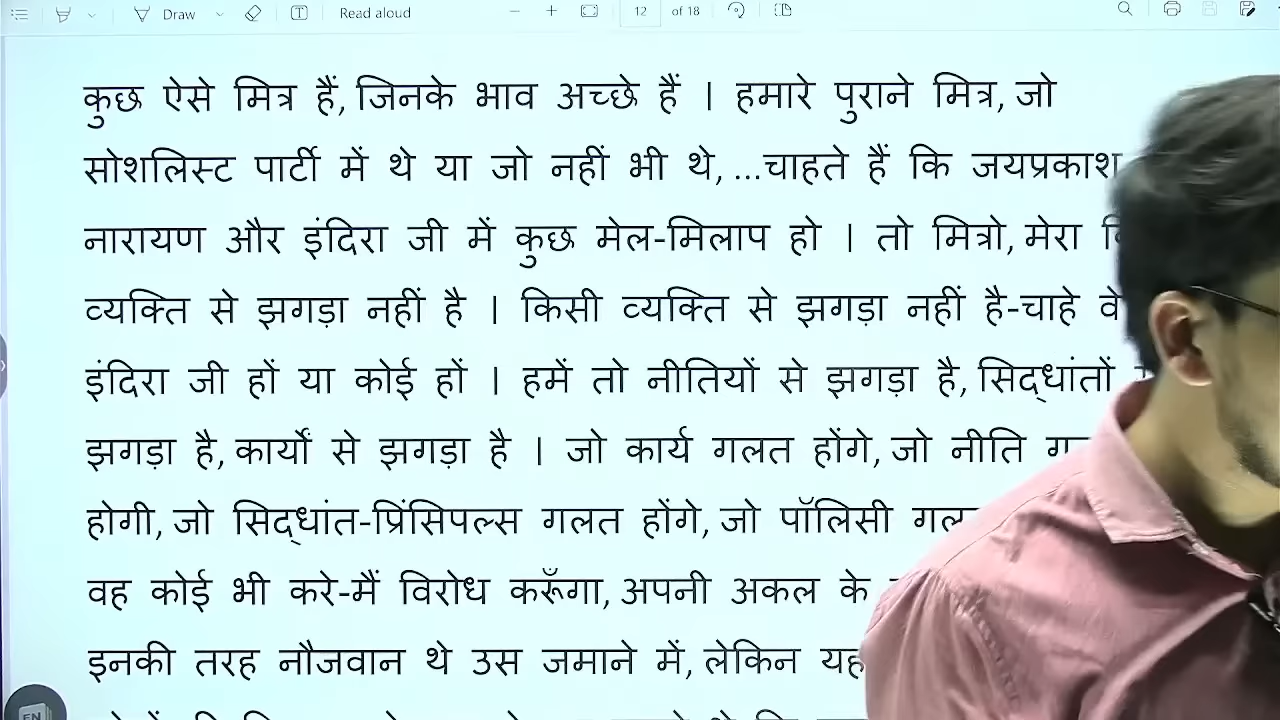 Draw Read aloud 12 of 18
कुछ ऐसे मित्र हैं, जिनके भाव अच्छे हैं । हमारे पुराने मित्र, जो
सोशलिस्ट पार्टी में थे या जो नहीं भी थे, ...चाहते हैं कि जयप्रकाश
नारायण और इंदिरा जी में कुछ मेल-मिलाप हो । तो मित्रो, मेरा
व्यक्ति से झगड़ा नहीं है । किसी व्यक्ति से झगड़ा नहीं है-चाहे वे
इंदिरा जी हों या कोई हों । हमें तो नीतियों से झगड़ा है, सिद्धांतों
झगड़ा है, कार्यों से झगड़ा है । जो कार्य गलत होंगे, जो नीति
होगी, जो सिद्धांत-प्रिंसिपल्स गलत होंगे, जो पॉलिसी
वह कोई भी करे-मैं विरोध करूँगा, अपनी अकल के
इनकी तरह नौजवान थे उस जमाने में, लेकिन यह
EN